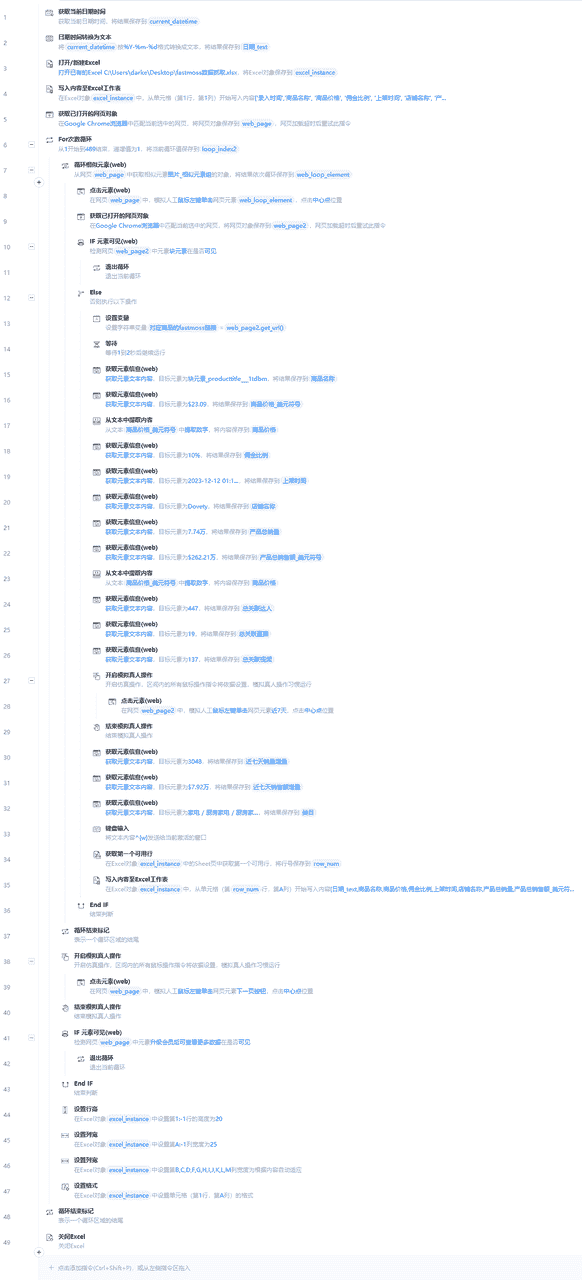 1 获取当前日期时间
获取当前日期时间，将结果保存到 current_datetime
2 日期时间转换为文本
将 current_datetime 按%Y-%m-%d格式转换成文本，将结果保存到 日期_text
3 打开/新建Excel
打开已有的Excel C:\Users\darke\Desktop\fastmoss数据抓取.xlsx，将Excel对象保存到 excel_instance
4 写入内容至Excel工作表
在Excel对象 excel_instance 中，从单元格（第1行，第1列）开始写入内容['录入时间','商品名称', '商品价格', '佣金比例', '上架时间', '店铺名称', '产...
5 获取已打开的网页对象
在Google Chrome浏览器中匹配当前选中的网页，将网页对象保存到 web_page ，网页加载超时后重试此指令
6 For次数循环
从1开始到489结束，递增值为1，将当前循环值保存到 loop_index2
7 循环相似元素(web)
从网页 web_page 中获取相似元素图片_相似元素组的对象，将结果依次循环保存到 web_loop_element
8 点击元素(web)
在网页 web_page 中，模拟人工鼠标左键单击网页元素 web_loop_element ，点击中心点位置
9 获取已打开的网页对象
在Google Chrome浏览器中匹配当前选中的网页，将网页对象保存到 web_page2 ，网页加载超时后重试此指令
10 IF 元素可见(web)
检测网页 web_page2 中元素块元素在是否可见
11 退出循环
退出当前循环
12 Else
否则执行以下操作
13 设置变量
设置字符串变量 对应商品的fastmoss链接 = web_page2.get_url()
14 等待
等待1到2秒后继续运行
15 获取元素信息(web)
获取元素文本内容，目标元素为块元素_producttitle__1tdbm，将结果保存到 商品名称
16 获取元素信息(web)
获取元素文本内容，目标元素为$23.09，将结果保存到 商品价格_美元符号
17 从文本中提取内容
从文本 商品价格_美元符号 中提取数字，将内容保存到 商品价格
18 获取元素信息(web)
获取元素文本内容，目标元素为10%，将结果保存到 佣金比例
19 获取元素信息(web)
获取元素文本内容，目标元素为2023-12-12 01:1...，将结果保存到 上架时间
20 获取元素信息(web)
获取元素文本内容，目标元素为Dovety，将结果保存到 店铺名称
21 获取元素信息(web)
获取元素文本内容，目标元素为7.74万，将结果保存到 产品总销量
22 获取元素信息(web)
获取元素文本内容，目标元素为$262.21万，将结果保存到 产品总销售额_美元符号
23 从文本中提取内容
从文本 商品价格_美元符号 中提取数字，将内容保存到 商品价格
24 获取元素信息(web)
获取元素文本内容，目标元素为447，将结果保存到 总关联达人
25 获取元素信息(web)
获取元素文本内容，目标元素为19，将结果保存到 总关联直播
26 获取元素信息(web)
获取元素文本内容，目标元素为137，将结果保存到 总关联视频
27 开启模拟真人操作
开启仿真操作，区间内的所有鼠标操作指令将依据设置，模拟真人操作习惯运行
28 点击元素(web)
在网页 web_page2 中，模拟人工鼠标左键单击网页元素近7天，点击中心点位置
29 结束模拟真人操作
结束模拟真人操作
30 获取元素信息(web)
获取元素文本内容，目标元素为3048，将结果保存到 近七天销量增量
31 获取元素信息(web)
获取元素文本内容，目标元素为$7.92万，将结果保存到 近七天销售额增量
32 获取元素信息(web)
获取元素文本内容，目标元素为家电 / 厨房家电 / 厨房家...，将结果保存到 类目
33 键盘输入
将文本内容^{w}发送给当前激活的窗口
34 获取第一个可用行
在Excel对象 excel_instance 中的Sheet页中获取第一个可用行，将行号保存到 row_num
35 写入内容至Excel工作表
在Excel对象 excel_instance 中，从单元格（第 row_num 行，第A列）开始写入内容[日期_text,商品名称,商品价格,佣金比例,上架时间,店铺名称,产品总销量,产品总销售额_美元符...
36 End IF
结束判断
37 循环结束标记
表示一个循环区域的结尾
38 开启模拟真人操作
开启仿真操作，区间内的所有鼠标操作指令将依据设置，模拟真人操作习惯运行
39 点击元素(web)
在网页 web_page 中，模拟人工鼠标左键单击网页元素下一页按钮，点击中心点位置
40 结束模拟真人操作
结束模拟真人操作
41 IF 元素可见(web)
检测网页 web_page 中元素升级会员后可查看更多数据在是否可见
42 退出循环
退出当前循环
43 End IF
结束判断
44 设置行高
在Excel对象 excel_instance 中设置第1:-1行的高度为20
45 设置列宽
在Excel对象 excel_instance 中设置第A:-1列宽度为25
46 设置列宽
在Excel对象 excel_instance 中设置第B,C,D,F,G,H,I,J,K,L,M列宽度为根据内容自动适应
47 设置格式
在Excel对象 excel_instance 中设置单元格（第1行，第A列）的格式
48 循环结束标记
表示一个循环区域的结尾
49 关闭Excel
关闭Excel
点击添加指令(Ctrl+Shift+P)，或从左侧指令区拖入